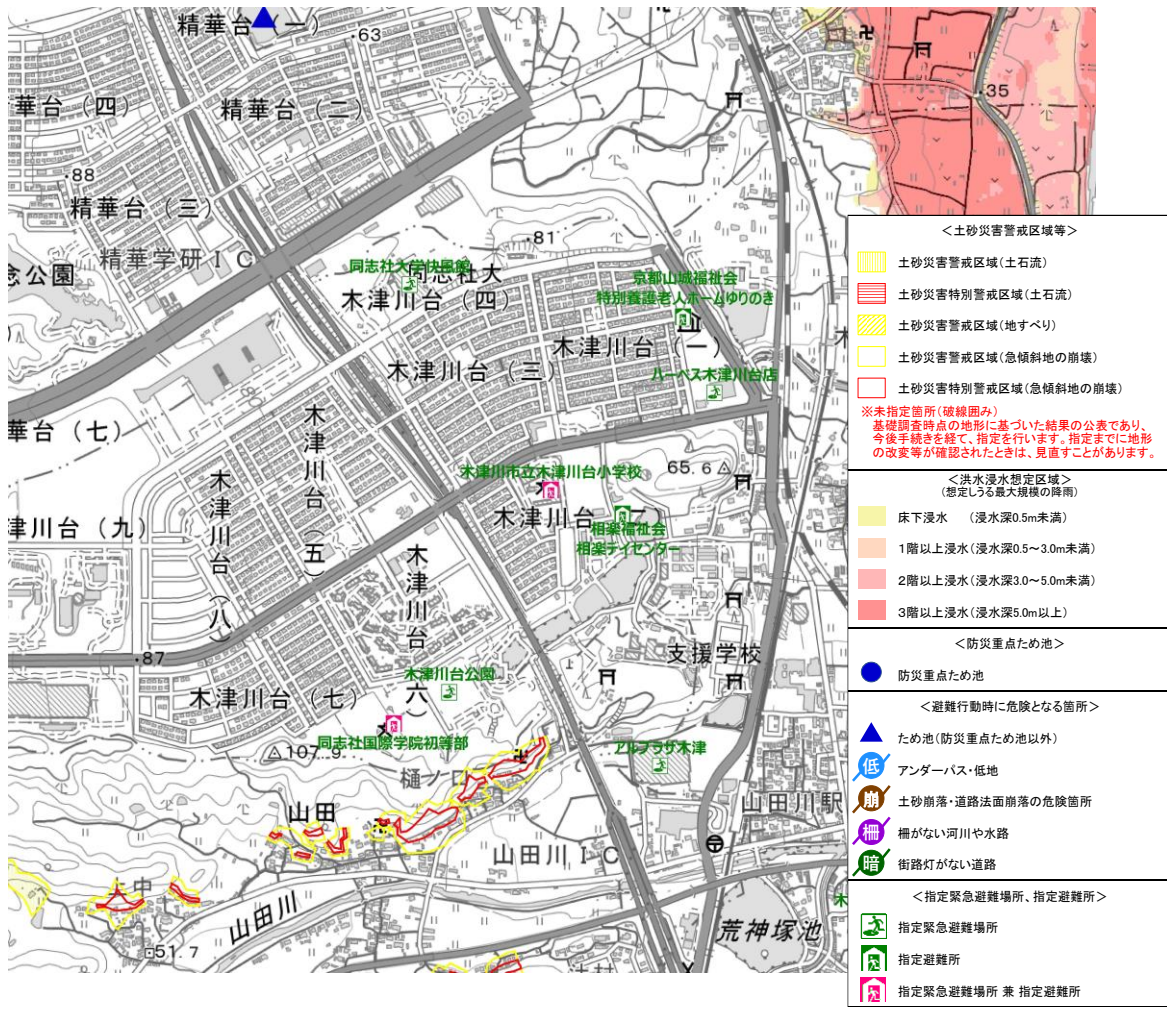 精華台（一）
63
華台（四）
精華台（二）
35
88
精華台（三）
精華学研ＩＣ
81
念公園
同志社大学快風館
同志社大
木津川台（四）
京都山城福祉会
特別養護老人ホームゆりのき
木津川台（一）
木津川台（三）
ハーベス木津川台店
80
華台（七）
木津川台（五）
木津川台（八）
木津川市立木津川台小学校
65.6
木津川台（二）
相楽福祉会
相楽デイセンター
津川台（九）
木津川台（六）
87
支援学校
木津川台公園
木津川台（七）
同志社国際学院初等部
107.9
アルプラザ木津
樋ノ口
山田
山田川駅
山田川ＩＣ
中
山田川
荒神塚池
51.7
＜土砂災害警戒区域等＞
土砂災害警戒区域（土石流）
土砂災害特別警戒区域（土石流）
土砂災害警戒区域（地すべり）
土砂災害警戒区域（急傾斜地の崩壊）
土砂災害特別警戒区域（急傾斜地の崩壊）
※未指定箇所（破線囲み）
基礎調査時点の地形に基づいた結果の公表であり、
今後手続きを経て、指定を行います。指定までに地形
の改変等が確認されたときは、見直すことがあります。
＜洪水浸水想定区域＞
（想定しうる最大規模の降雨）
床下浸水　（浸水深0.5m未満）
1階以上浸水（浸水深0.5～3.0m未満）
2階以上浸水（浸水深3.0～5.0m未満）
3階以上浸水（浸水深5.0m以上）
＜防災重点ため池＞
防災重点ため池
＜避難行動時に危険となる箇所＞
ため池（防災重点ため池以外）
低 アンダーパス・低地
崩 土砂崩落・道路法面崩落の危険箇所
柵 柵がない河川や水路
暗 街路灯がない道路
＜指定緊急避難場所、指定避難所＞
指定緊急避難場所
指定避難所
指定緊急避難場所 兼 指定避難所